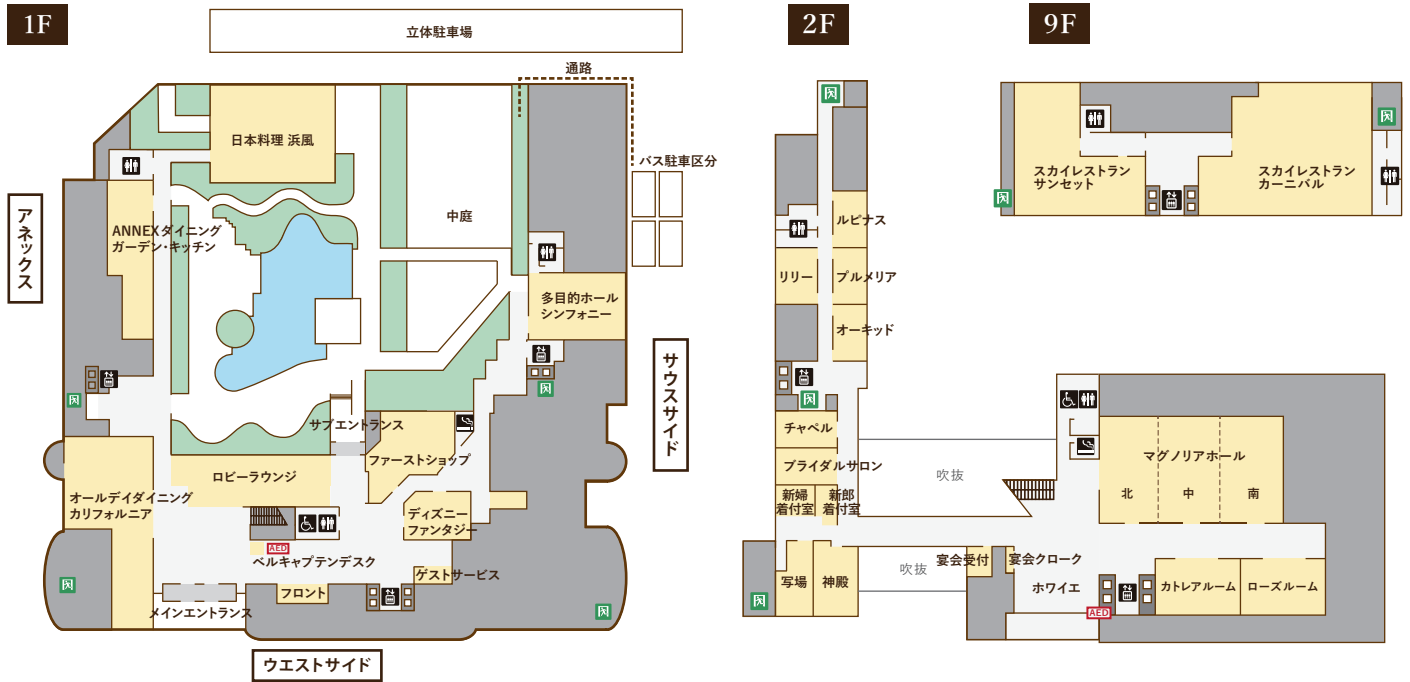 1F
立体駐車場
通路
バス駐車区分
日本料理 浜風
中庭
アネックス
ANNEXダイニング
ガーデン・キッチン
多目的ホール
シンフォニー
サウスサイド
サブエントランス
ファーストショップ
ロビーラウンジ
オールデイダイニング
カリフォルニア
ディズニー
ファンタジー
AED
ベルキャプテンデスク
ゲストサービス
フロント
メインエントランス
ウエストサイド
2F
ルピナス
リリー
プルメリア
オーキッド
チャペル
ブライダルサロン
新婦
着付室
新郎
着付室
吹抜
マグノリアホール
北
中
南
写場
神殿
吹抜
宴会受付
宴会クローク
ホワイエ
カトレアルーム
ローズルーム
AED
9F
スカイレストラン
サンセット
スカイレストラン
カーニバル